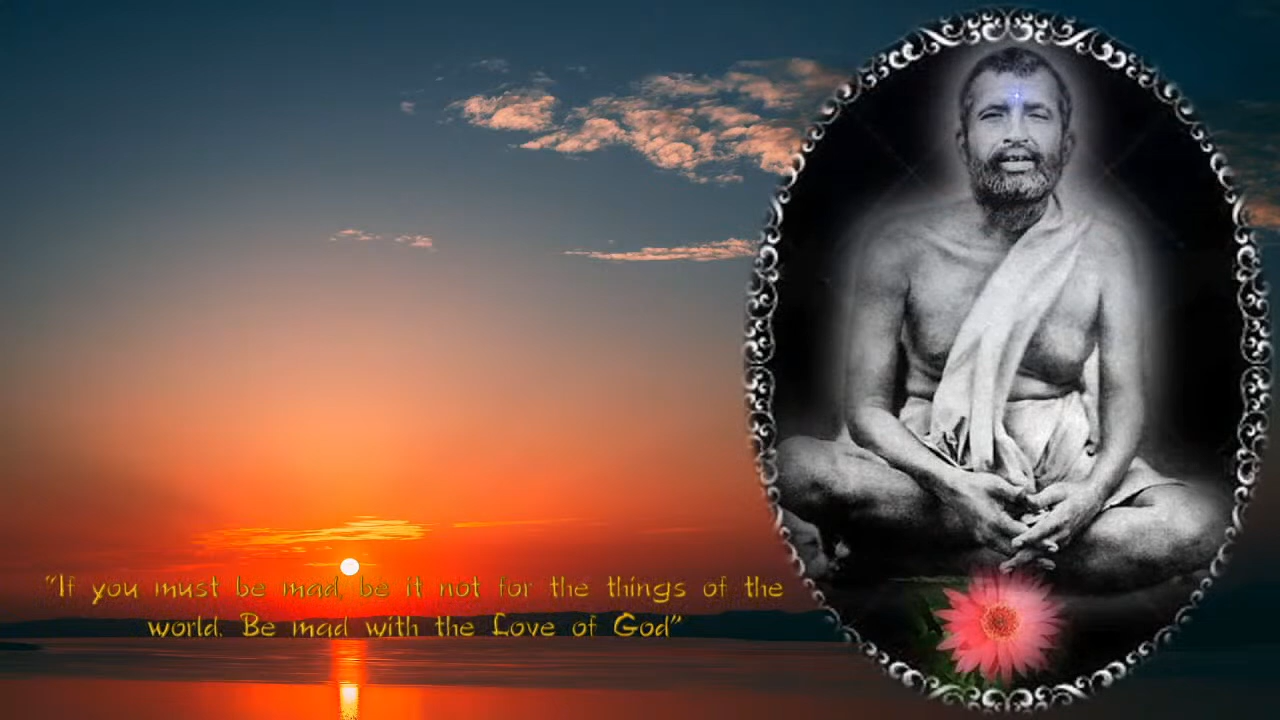 “If you must be mad, be it not for the things of the
world. Be mad with the Love of God”